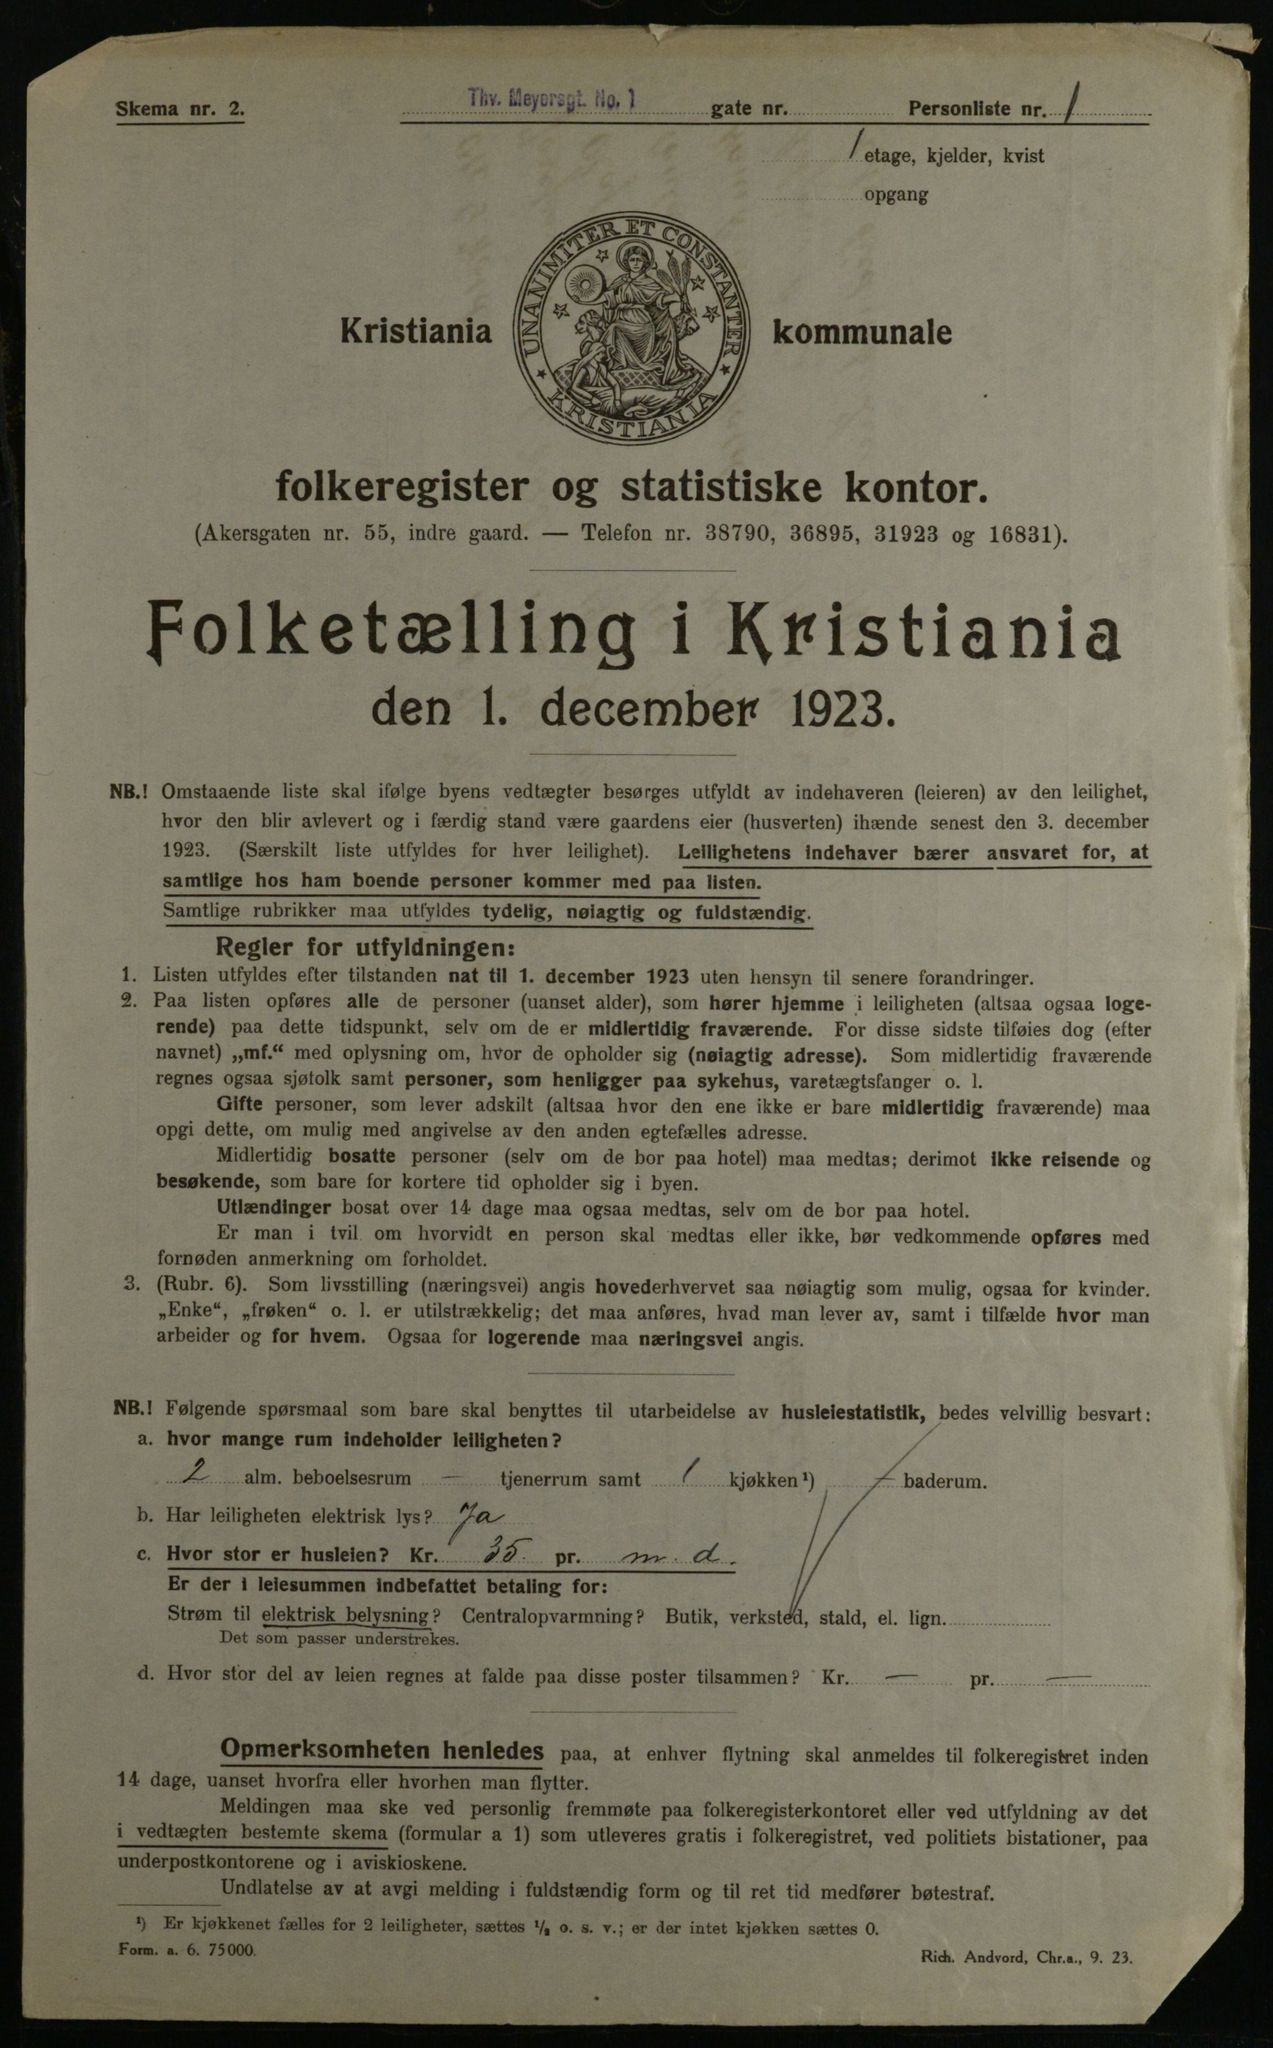 Skema nr. 2. Thv. Meyersgt. No. 1 gate nr. Personliste nr. 1
1 etage, kjelder, kvist
opgang
UNANIMITER ET CONSTANTER
KRISTIANIA
Kristiania kommunale
folkeregister og statistiske kontor.
(Akersgaten nr. 55, indre gaard. — Telefon nr. 38790, 36895, 31923 og 16831).
Folketælling i Kristiania
den 1. december 1923.
NB.! Omstaaende liste skal ifølge byens vedtægter besørges utfyldt av indehaveren (leieren) av den leilighet,
hvor den blir avlevert og i færdig stand være gaardens eier (husverten) ihænde senest den 3. december
1923. (Særskilt liste utfyldes for hver leilighet). Leilighetens indehaver bærer ansvaret for, at
samtlige hos ham boende personer kommer med paa listen.
Samtlige rubrikker maa utfyldes tydelig, nøiagtig og fuldstændig.
Regler for utfyldningen:
1. Listen utfyldes efter tilstanden nat til 1. december 1923 uten hensyn til senere forandringer.
2. Paa listen opføres alle de personer (uanset alder), som hører hjemme i leiligheten (altsaa ogsaa loge-
rende) paa dette tidspunkt, selv om de er midlertidig fraværende. For disse sidste tilføies dog (efter
navnet) „mf.“ med oplysning om, hvor de opholder sig (nøiagtig adresse). Som midlertidig fraværende
regnes ogsaa sjøfolk samt personer, som henligger paa sykehus, varetægtsfanger o. l.
Gifte personer, som lever adskilt (altsaa hvor den ene ikke er bare midlertidig fraværende) maa
opgi dette, om mulig med angivelse av den anden egtefælles adresse.
Midlertidig bosatte personer (selv om de bor paa hotel) maa medtas; derimot ikke reisende og
besøkende, som bare for kortere tid opholder sig i byen.
Utlændinger bosat over 14 dage maa ogsaa medtas, selv om de bor paa hotel.
Er man i tvil om hvorvidt en person skal medtas eller ikke, bør vedkommende opføres med
fornøden anmerkning om forholdet.
3. (Rubr. 6). Som livsstilling (næringsvei) angis hovederhvervet saa nøiagtig som mulig, ogsaa for kvinder.
„Enke“, „frøken“ o. l. er utilstrækkelig; det maa anføres, hvad man lever av, samt i tilfælde hvor man
arbeider og for hvem. Ogsaa for logerende maa næringsvei angis.
NB.! Følgende spørsmaal som bare skal benyttes til utarbeidelse av husleiestatistik, bedes velvillig besvart:
a. hvor mange rum indeholder leiligheten?
2 alm. beboelsesrum — tjenerrum samt 1 kjøkken ¹) — baderum.
b. Har leiligheten elektrisk lys? Ja
c. Hvor stor er husleien? Kr. 35 pr. m. d.
Er der i leiesummen indbefattet betaling for:
Strøm til elektrisk belysning? Centralopvarmning? Butik, verksted, stald, el. lign.
Det som passer understrekes.
d. Hvor stor del av leien regnes at falde paa disse poster tilsammen? Kr. — pr. —
Opmerksomheten henledes paa, at enhver flytning skal anmeldes til folkeregistret inden
14 dage, uanset hvorfra eller hvorhen man flytter.
Meldingen maa ske ved personlig fremmøte paa folkeregisterkontoret eller ved utfyldning av det
i vedtægten bestemte skema (formular a 1) som utleveres gratis i folkeregistret, ved politiets bistationer, paa
underpostkontorene og i aviskioskene.
Undlatelse av at avgi melding i fuldstændig form og til ret tid medfører bøtestraf.
¹) Er kjøkkenet fælles for 2 leiligheter, sættes ½ o. s. v.; er der intet kjøkken sættes 0.
Form. a. 6. 75000. Rich. Andvord, Chr.a., 9. 23.